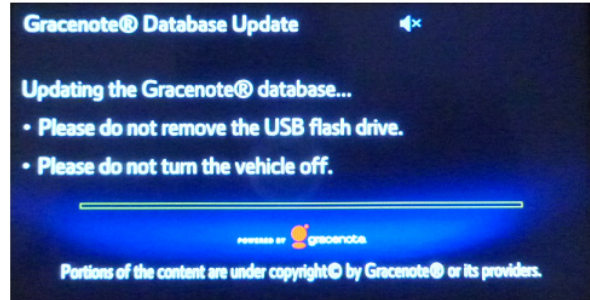 Gracenote® Database Update
Updating the Gracenote® database...
• Please do not remove the USB flash drive.
• Please do not turn the vehicle off.
POWERED BY gracenote.
Portions of the content are under copyright© by Gracenote® or its providers.